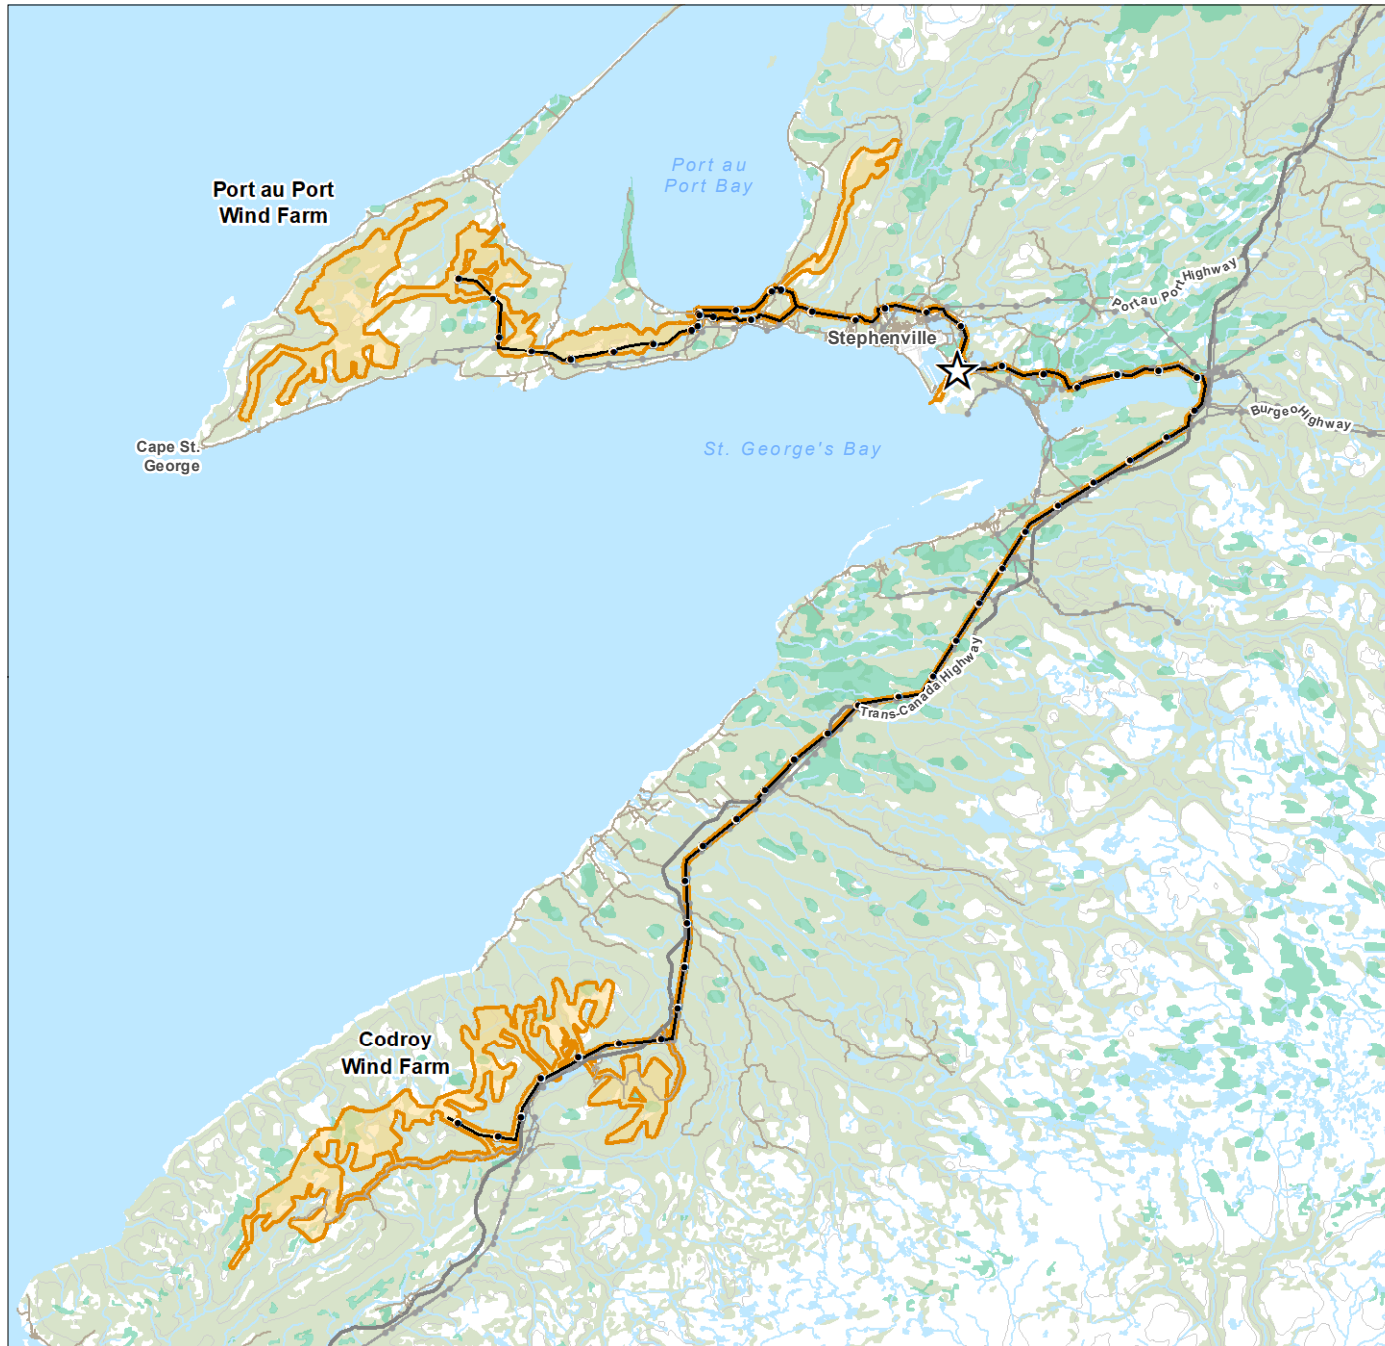 Port au
Port Bay
Port au Port
Wind Farm
Port au Port Highway
Stephenville
Burgeo Highway
Cape St.
George
St. George's Bay
Trans-Canada Highway
Codroy
Wind Farm